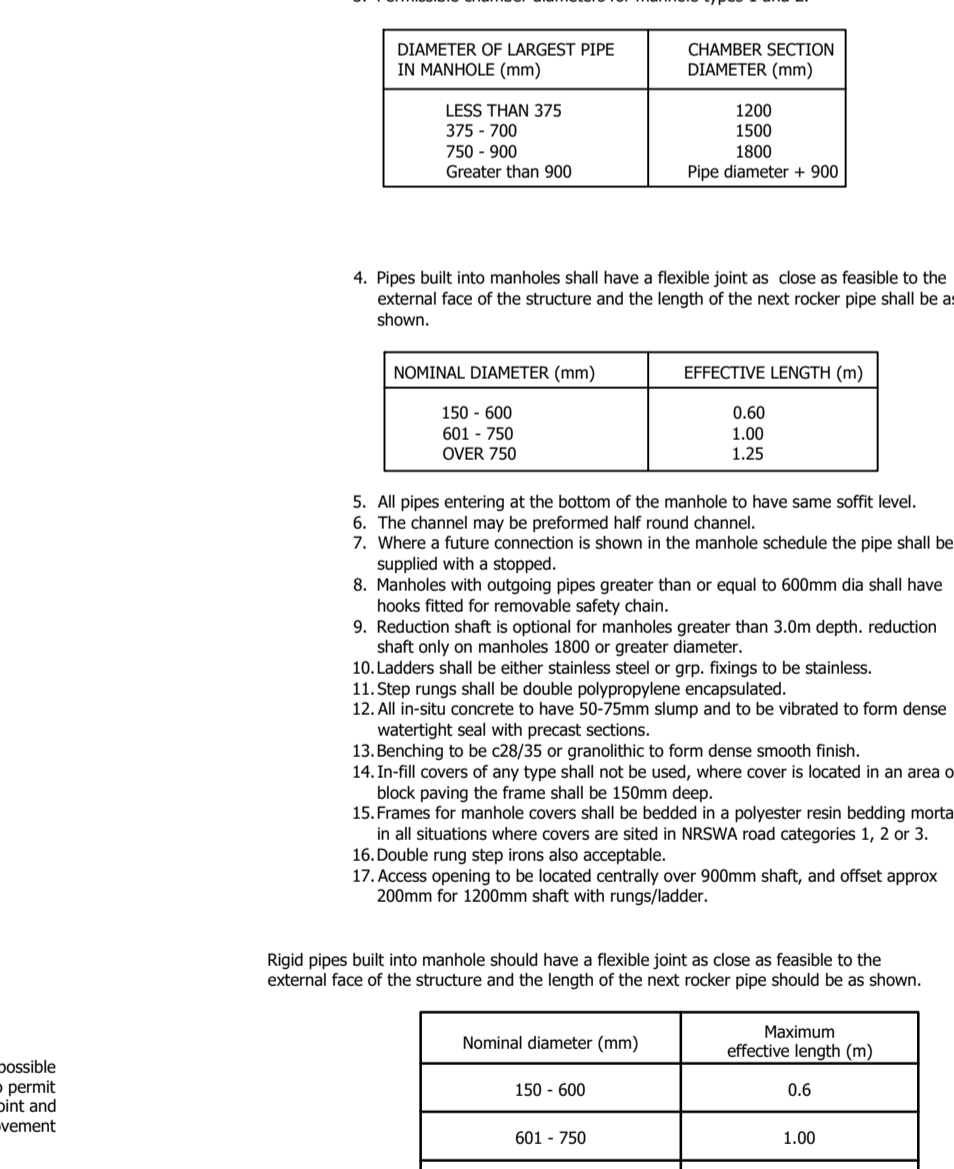 DIAMETER OF LARGEST PIPE
IN MANHOLE (mm)
CHAMBER SECTION
DIAMETER (mm)
LESS THAN 375 1200
375 - 700 1500
750 - 900 1800
Greater than 900 Pipe diameter + 900
4. Pipes built into manholes shall have a flexible joint as close as feasible to the
external face of the structure and the length of the next rocker pipe shall be as
shown.
NOMINAL DIAMETER (mm) EFFECTIVE LENGTH (m)
150 - 600 0.60
601 - 750 1.00
OVER 750 1.25
5. All pipes entering at the bottom of the manhole to have same soffit level.
6. The channel may be preformed half round channel.
7. Where a future connection is shown in the manhole schedule the pipe shall be
supplied with a stopped.
8. Manholes with outgoing pipes greater than or equal to 600mm dia shall have
hooks fitted for removable safety chain.
9. Reduction shaft is optional for manholes greater than 3.0m depth. reduction
shaft only on manholes 1800 or greater diameter.
10. Ladders shall be either stainless steel or grp. fixings to be stainless.
11. Step rungs shall be double polypropylene encapsulated.
12. All in-situ concrete to have 50-75mm slump and to be vibrated to form dense
watertight seal with precast sections.
13. Benching to be c28/35 or granolithic to form dense smooth finish.
14. In-fill covers of any type shall not be used, where cover is located in an area o
block paving the frame shall be 150mm deep.
15. Frames for manhole covers shall be bedded in a polyester resin bedding morta
in all situations where covers are sited in NRSWA road categories 1, 2 or 3.
16. Double rung step irons also acceptable.
17. Access opening to be located centrally over 900mm shaft, and offset approx
200mm for 1200mm shaft with rungs/ladder.
Rigid pipes built into manhole should have a flexible joint as close as feasible to the
external face of the structure and the length of the next rocker pipe should be as shown.
Nominal diameter (mm)
Maximum
effective length (m)
150 - 600 0.6
601 - 750 1.00
possible
permit
oint and
vement